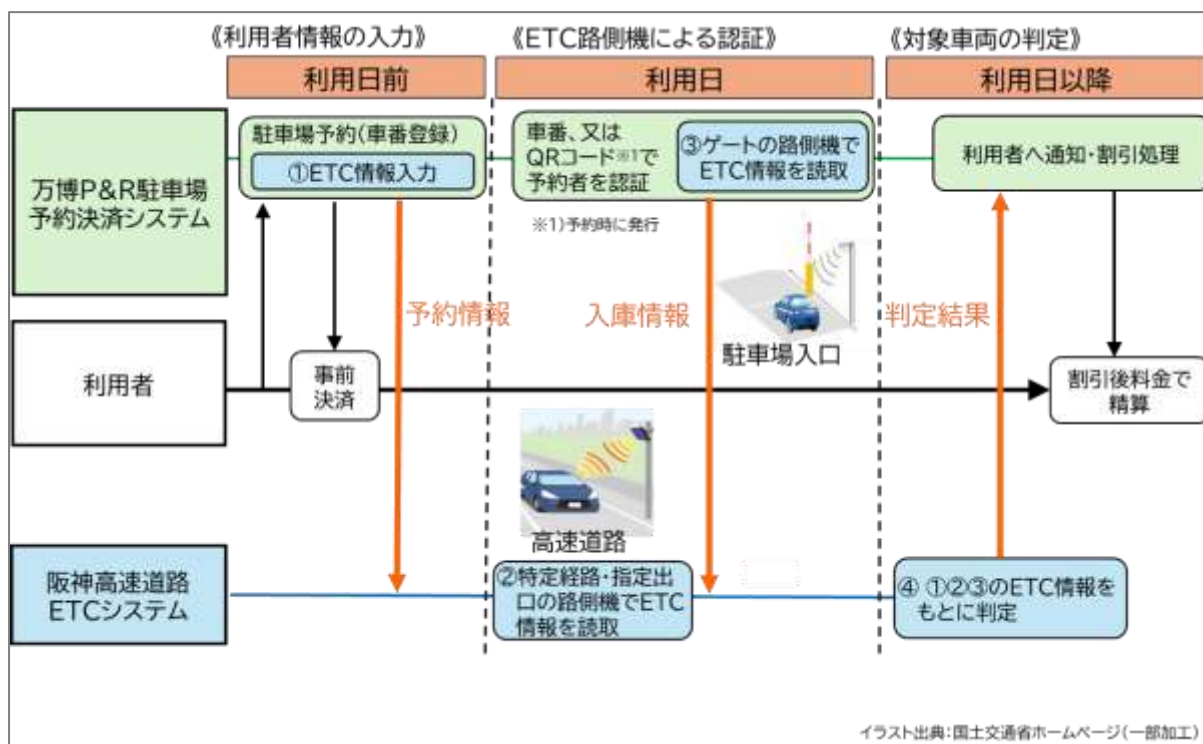 《利用者情報の入力》
《ETC路側機による認証》
《対象車両の判定》
利用日前
利用日
利用日以降
万博P&R駐車場
予約決済システム
駐車場予約(車番登録)
①ETC情報入力
車番、又は
QRコード※1で
予約者を認証
③ゲートの路側機で
ETC情報を読取
※1)予約時に発行
利用者へ通知・割引処理
予約情報
入庫情報
判定結果
駐車場入口
利用者
事前
決済
割引後料金で
精算
高速道路
阪神高速道路
ETCシステム
②特定経路・指定出
口の路側機でETC
情報を読取
④ ①②③のETC情報を
もとに判定
イラスト出典:国土交通省ホームページ(一部加工)